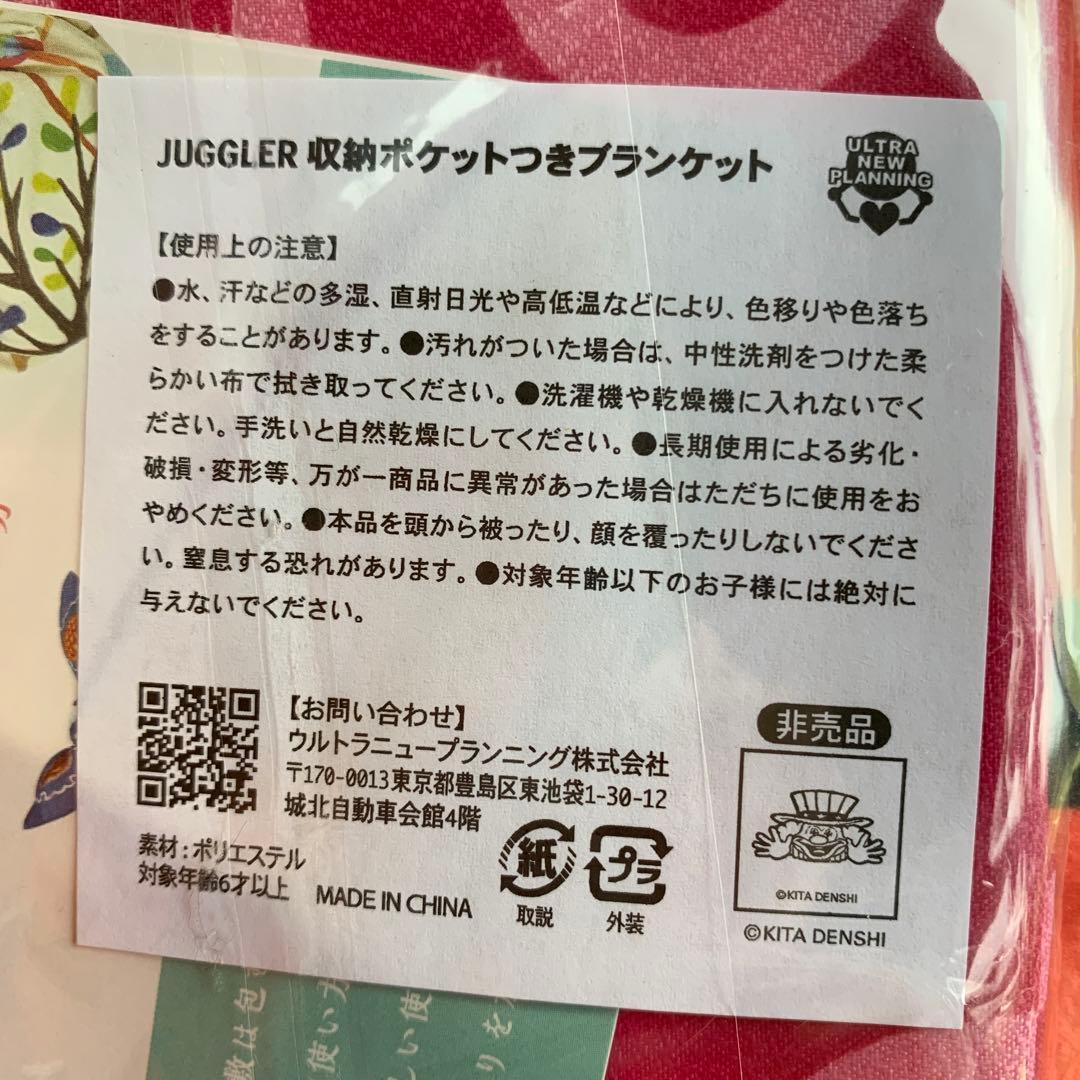 JUGGLER 収納ポケットつきブランケット
ULTRA
NEW
PLANNING
【使用上の注意】
●水、汗などの多湿、直射日光や高低温などにより、色移りや色落ち
をすることがあります。●汚れがついた場合は、中性洗剤をつけた柔
らかい布で拭き取ってください。●洗濯機や乾燥機に入れないでく
ださい。手洗いと自然乾燥にしてください。●長期使用による劣化・
破損・変形等、万が一商品に異常があった場合はただちに使用をお
やめください。●本品を頭から被ったり、顔を覆ったりしないでくださ
い。窒息する恐れがあります。●対象年齢以下のお子様には絶対に
与えないでください。
【お問い合わせ】
ウルトラニュープランニング株式会社
〒170-0013東京都豊島区東池袋1-30-12
城北自動車会館4階
素材:ポリエステル
対象年齢6才以上
MADE IN CHINA
紙
取説
プラ
外装
非売品
©KITA DENSHI
©KITA DENSHI
数は包
使い方
しい使
りを